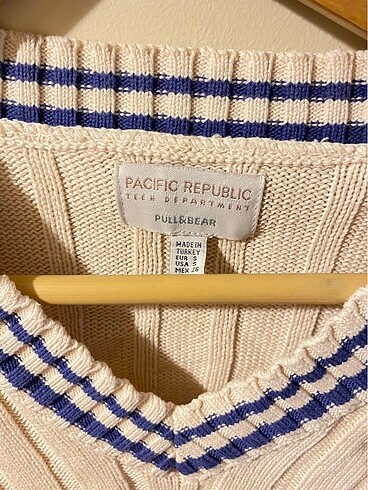 PACIFIC REPUBLIC
TEEN DEPARTMENT
PULL&BEAR
MADE IN
TURKEY
EUR S
USA S
MEX 26